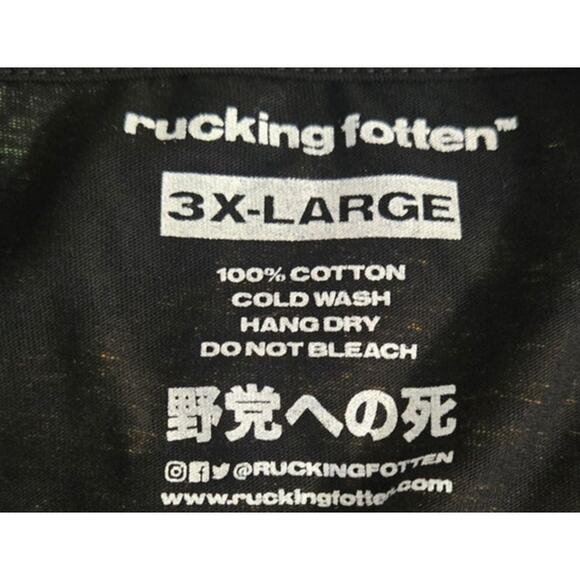 rucking fotten™
3X-LARGE
100% COTTON
COLD WASH
HANG DRY
DO NOT BLEACH
野党への死
@RUCKINGFOTTEN
www.ruckingfotten.com